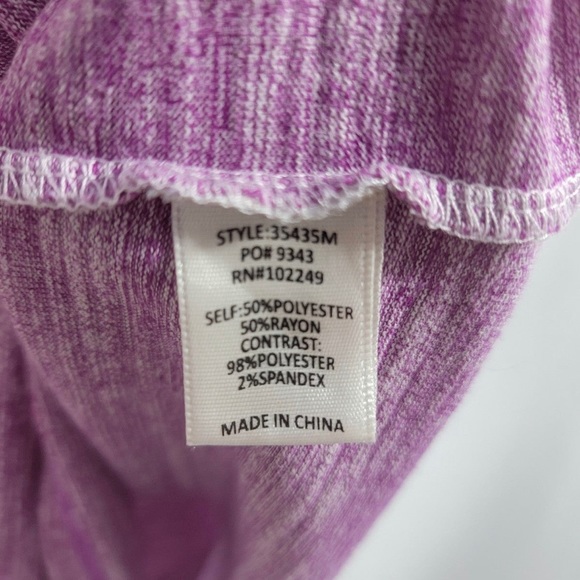 STYLE:35435M
PO# 9343
RN#102249
SELF:50%POLYESTER
50%RAYON
CONTRAST:
98%POLYESTER
2%SPANDEX
MADE IN CHINA